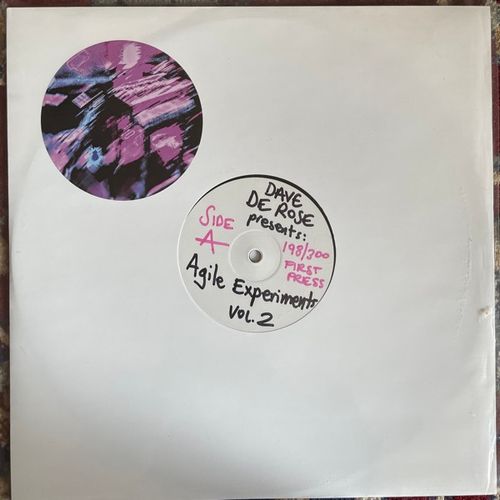 DAVE
DE ROSE
presents:
SIDE
A
198/300
FIRST
PRESS
Agile Experiments
VOL.2